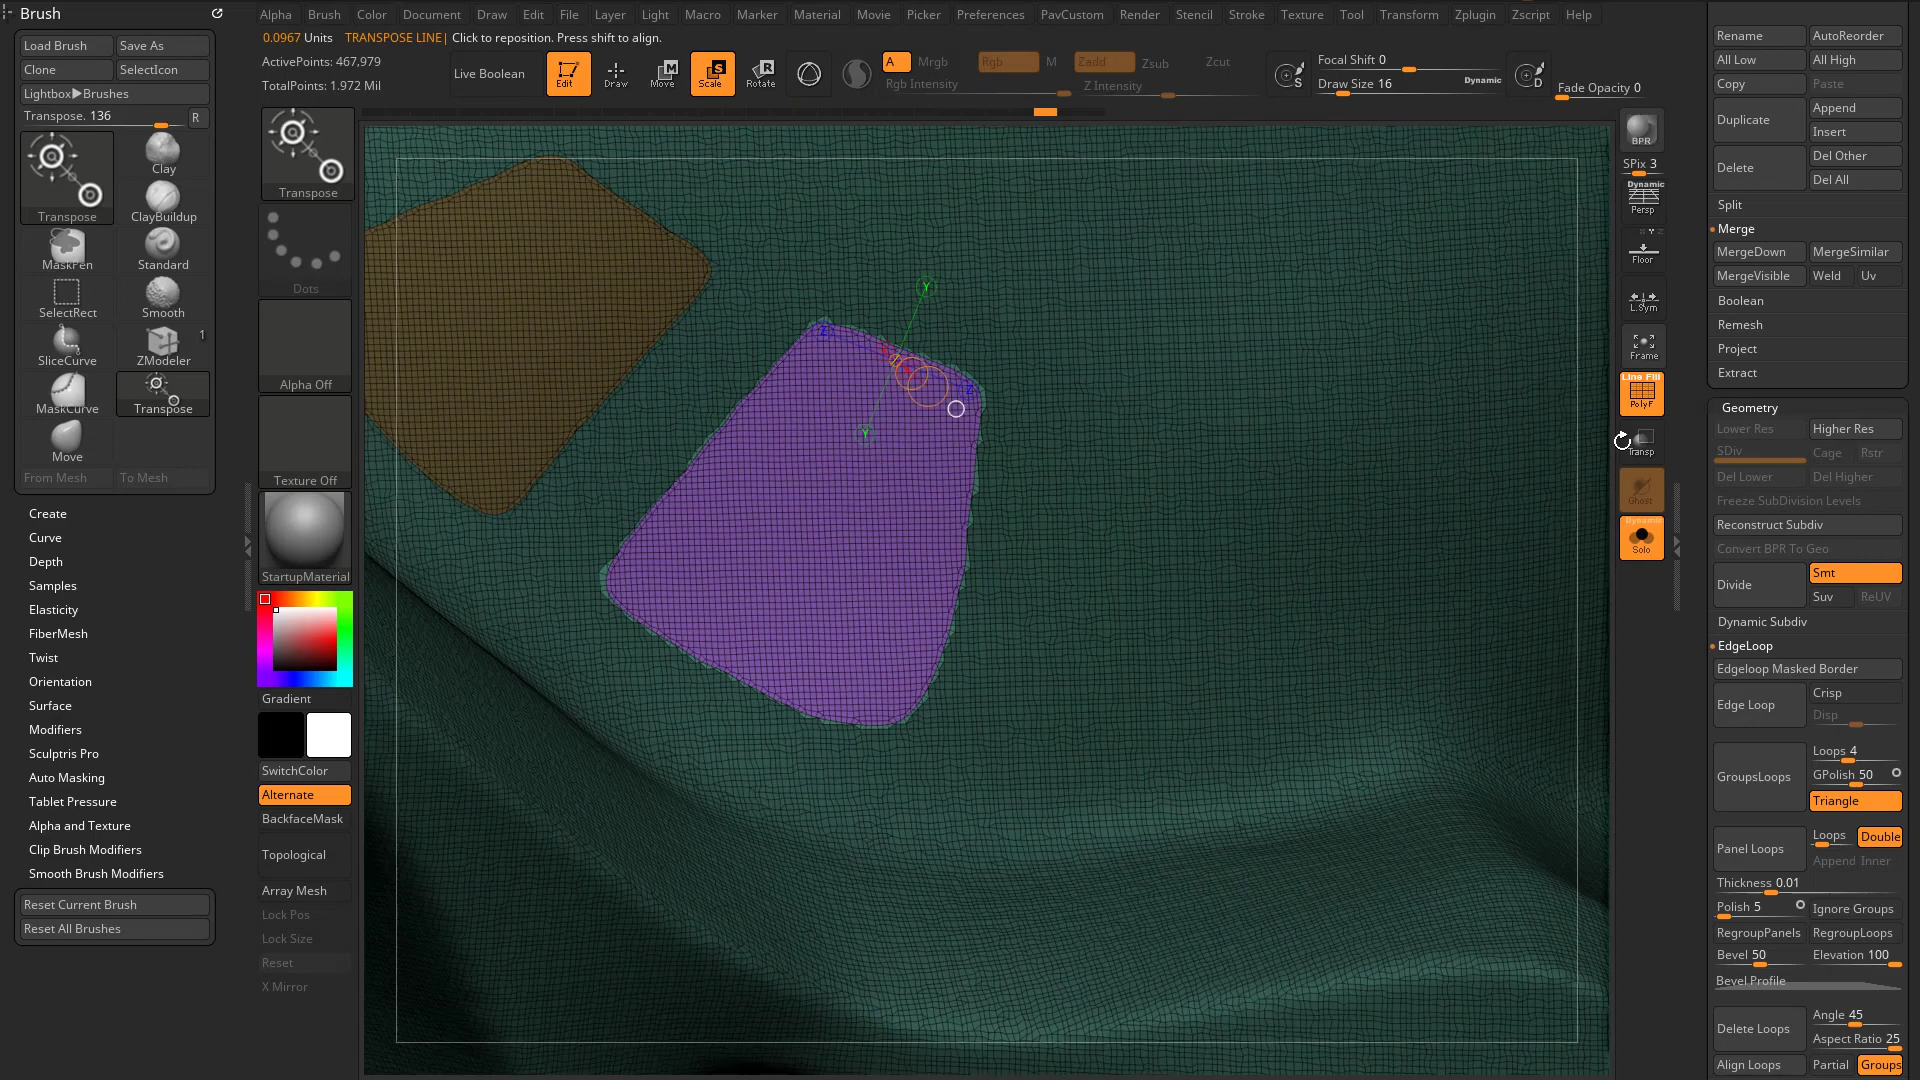 Brush
Load Brush Save As
Clone SelectIcon
Lightbox▶Brushes
Transpose. 136 R
Transpose Clay
ClayBuildup
MaskPen Standard
SelectRect Smooth
SliceCurve ZModeler 1
MaskCurve Transpose
Move
From Mesh To Mesh
Create
Curve
Depth
Samples
Elasticity
FiberMesh
Twist
Orientation
Surface
Modifiers
Sculptris Pro
Auto Masking
Tablet Pressure
Alpha and Texture
Clip Brush Modifiers
Smooth Brush Modifiers
Reset Current Brush
Reset All Brushes
Alpha Brush Color Document Draw Edit File Layer Light Macro Marker Material Movie Picker Preferences PavCustom Render Stencil Stroke Texture Tool Transform Zplugin Zscript Help
0.0967 Units TRANSPOSE LINE| Click to reposition. Press shift to align.
ActivePoints: 467,979
TotalPoints: 1.972 Mil
Live Boolean
Edit Draw Move Scale Rotate
A Mrgb Rgb M Zadd Zsub Zcut
Rgb Intensity Z Intensity
S
Focal Shift 0
Draw Size 16 Dynamic
D
Fade Opacity 0
Transpose
Dots
Alpha Off
Texture Off
StartupMaterial
Gradient
SwitchColor
Alternate
BackfaceMask
Topological
Array Mesh
Lock Pos
Lock Size
Reset
X Mirror
Y
Z
Z
Y
BPR
SPix 3
Dynamic
Persp
Floor
L.Sym
Frame
Line Fill
PolyF
Transp
Ghost
Dynamic
Solo
Rename AutoReorder
All Low All High
Copy Paste
Duplicate Append
Insert
Delete Del Other
Del All
Split
Merge
MergeDown MergeSimilar
MergeVisible Weld Uv
Boolean
Remesh
Project
Extract
Geometry
Lower Res Higher Res
SDiv Cage Rstr
Del Lower Del Higher
Freeze SubDivision Levels
Reconstruct Subdiv
Convert BPR To Geo
Divide Smt
Suv ReUV
Dynamic Subdiv
EdgeLoop
Edgeloop Masked Border
Edge Loop Crisp
Disp
GroupsLoops Loops 4
GPolish 50
Triangle
Panel Loops Loops Double
Append Inner
Thickness 0.01
Polish 5 Ignore Groups
RegroupPanels RegroupLoops
Bevel 50 Elevation 100
Bevel Profile
Delete Loops Angle 45
Aspect Ratio 25
Align Loops Partial Groups